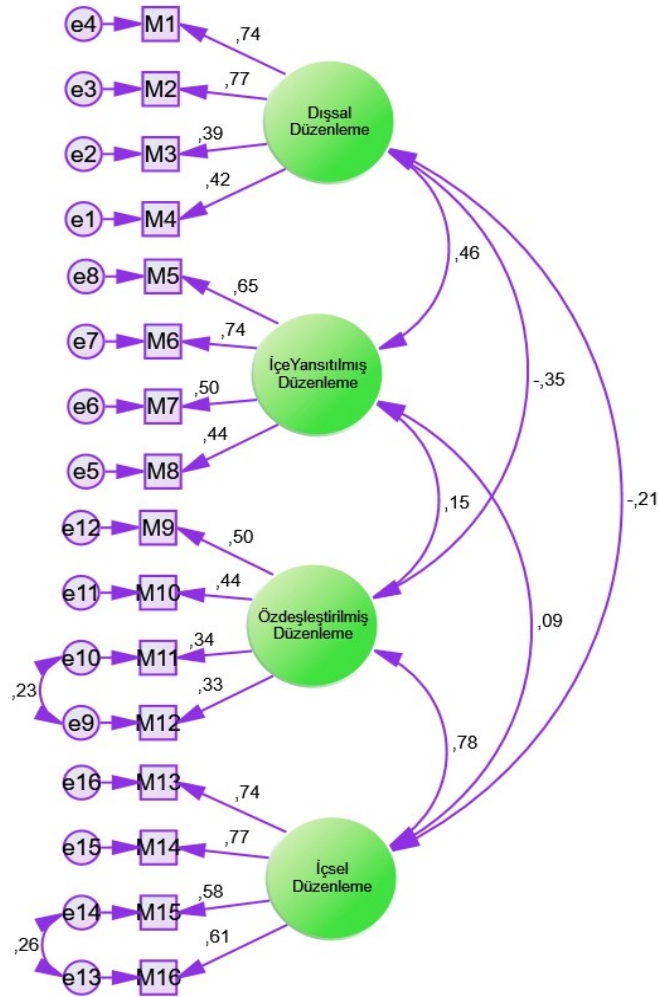 e4 M1 ,74
e3 M2 ,77
Dışsal
Düzenleme
e2 M3 ,39
e1 M4 ,42
e8 M5 ,65
,46
e7 M6 ,74
İçeYansıtılmış
Düzenleme
-,35
e6 M7 ,50
e5 M8 ,44
,15
-,21
e12 M9 ,50
e11 M10 ,44
Özdeşleştirilmiş
Düzenleme
,09
e10 M11 ,34
,23
e9 M12 ,33
,78
e16 M13 ,74
e15 M14 ,77
İçsel
Düzenleme
e14 M15 ,58
,26
e13 M16 ,61